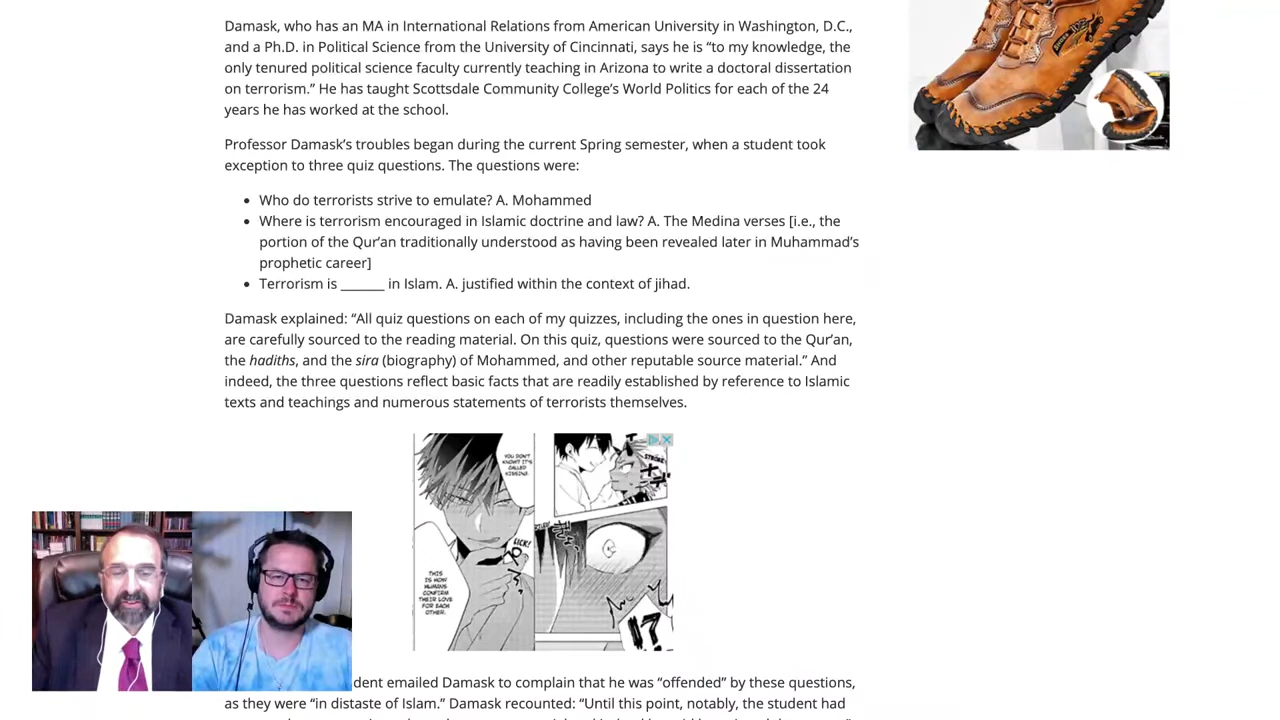 Damask, who has an MA in International Relations from American University in Washington, D.C.,
and a Ph.D. in Political Science from the University of Cincinnati, says he is “to my knowledge, the
only tenured political science faculty currently teaching in Arizona to write a doctoral dissertation
on terrorism.” He has taught Scottsdale Community College’s World Politics for each of the 24
years he has worked at the school.
Professor Damask’s troubles began during the current Spring semester, when a student took
exception to three quiz questions. The questions were:
• Who do terrorists strive to emulate? A. Mohammed
• Where is terrorism encouraged in Islamic doctrine and law? A. The Medina verses [i.e., the
portion of the Qur’an traditionally understood as having been revealed later in Muhammad’s
prophetic career]
• Terrorism is _______ in Islam. A. justified within the context of jihad.
Damask explained: “All quiz questions on each of my quizzes, including the ones in question here,
are carefully sourced to the reading material. On this quiz, questions were sourced to the Qur’an,
the hadiths, and the sira (biography) of Mohammed, and other reputable source material.” And
indeed, the three questions reflect basic facts that are readily established by reference to Islamic
texts and teachings and numerous statements of terrorists themselves.
YOU DON'T
KNOW? IT'S
CALLED
KISSING.
STROKE
LICK!
THIS
IS HOW
HUMANS
CONFIRM
THEIR LOVE
FOR EACH
OTHER.
!?
dent emailed Damask to complain that he was “offended” by these questions,
as they were “in distaste of Islam.” Damask recounted: “Until this point, notably, the student had